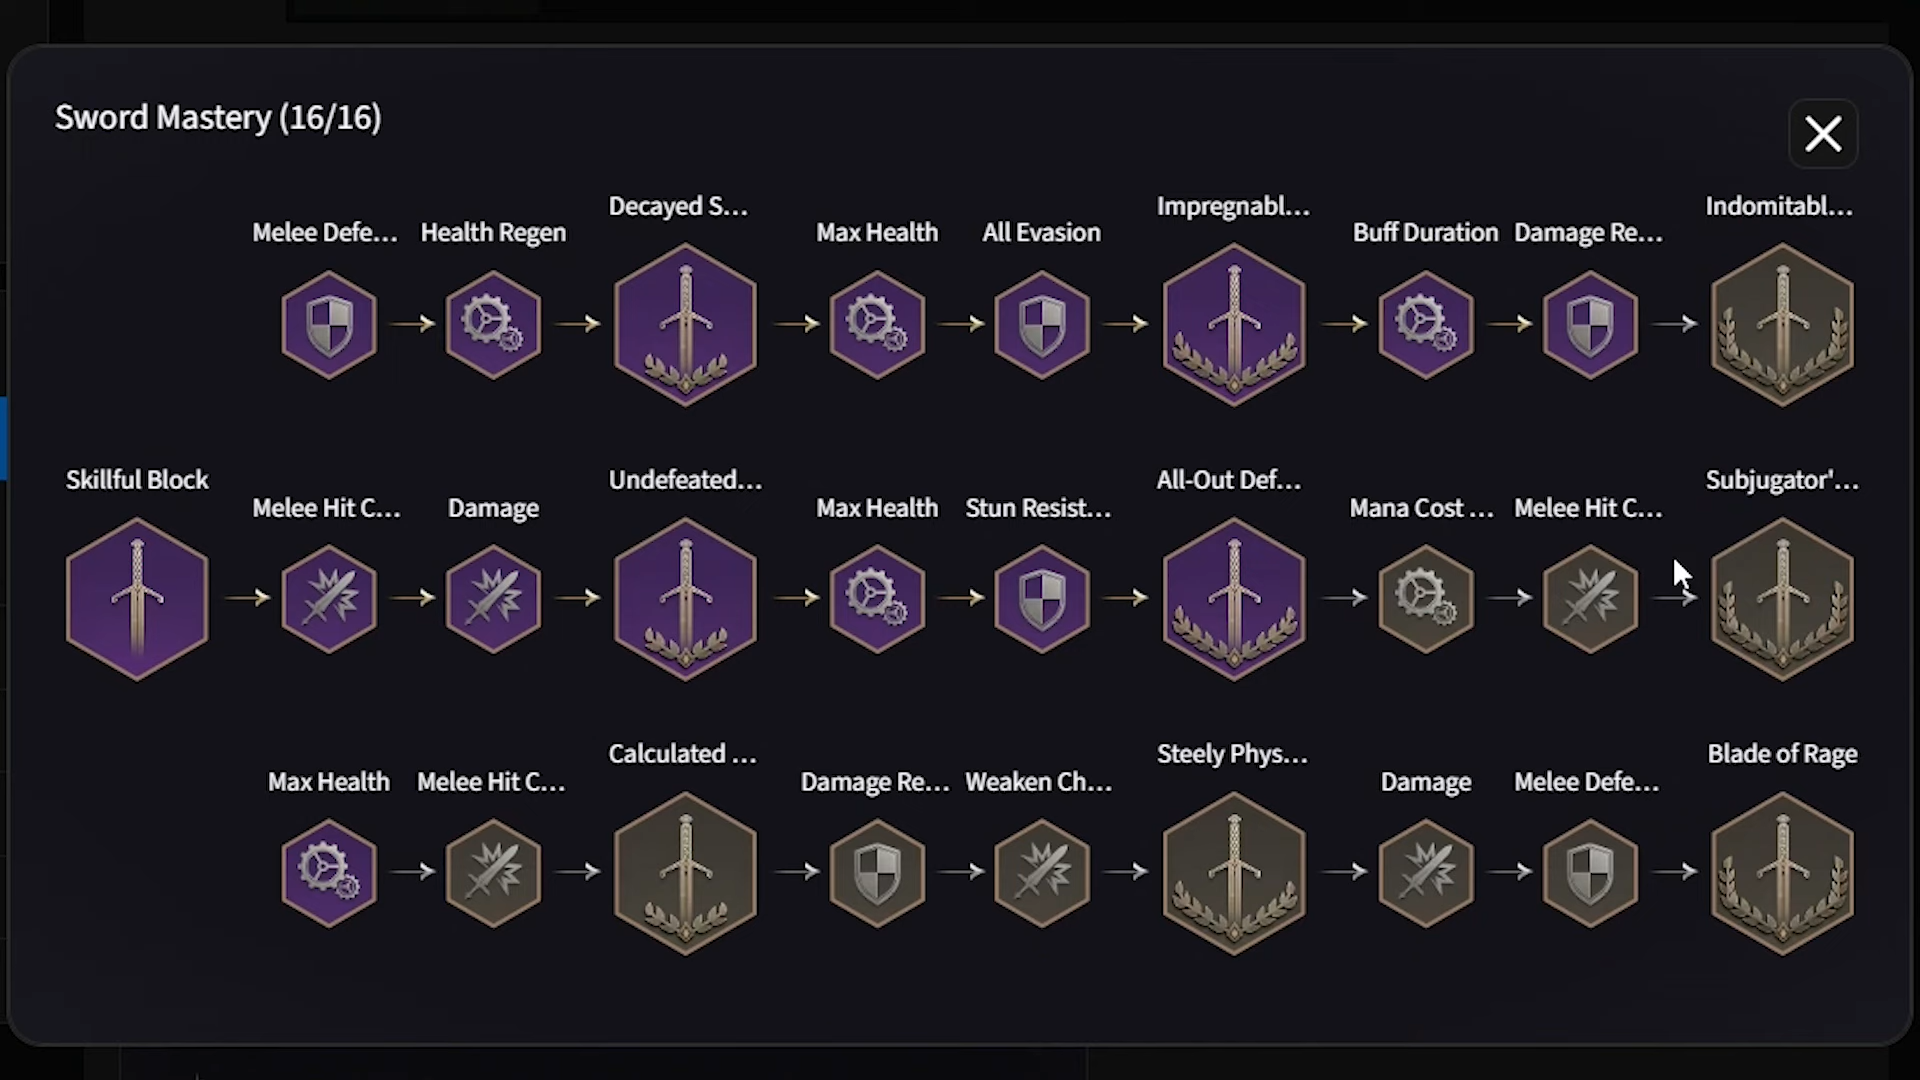 Sword Mastery (16/16)
Decayed S...
Impregnabl...
Indomitabl...
Melee Defe...
Health Regen
Max Health
All Evasion
Buff Duration
Damage Re...
Skillful Block
Undefeated...
All-Out Def...
Subjugator'...
Melee Hit C...
Damage
Max Health
Stun Resist...
Mana Cost ...
Melee Hit C...
Calculated ...
Steely Phys...
Blade of Rage
Max Health
Melee Hit C...
Damage Re...
Weaken Ch...
Damage
Melee Defe...